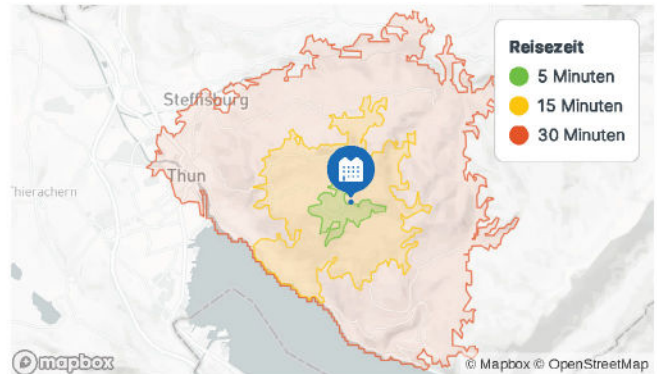 Reisezeit
5 Minuten
15 Minuten
30 Minuten
Steffisburg
Thun
Thierachern
mapbox
© Mapbox © OpenStreetMap